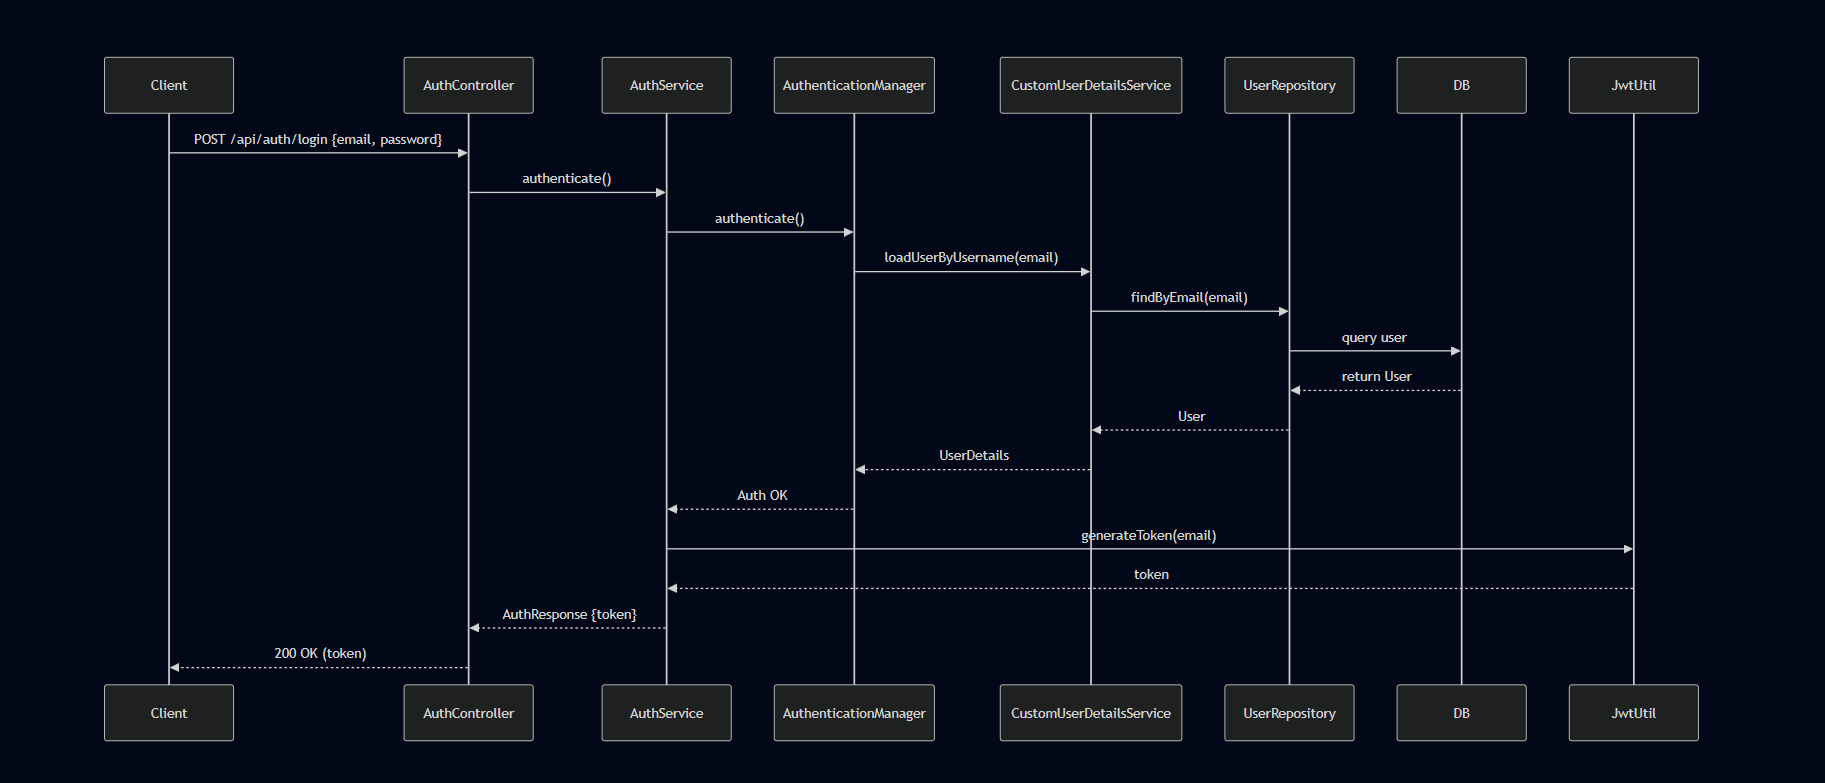 Client
AuthController
AuthService
AuthenticationManager
CustomUserDetailsService
UserRepository
DB
JwtUtil
POST /api/auth/login {email, password}
authenticate()
authenticate()
loadUserByUsername(email)
findByEmail(email)
query user
return User
User
UserDetails
Auth OK
generateToken(email)
token
AuthResponse {token}
200 OK (token)
Client
AuthController
AuthService
AuthenticationManager
CustomUserDetailsService
UserRepository
DB
JwtUtil